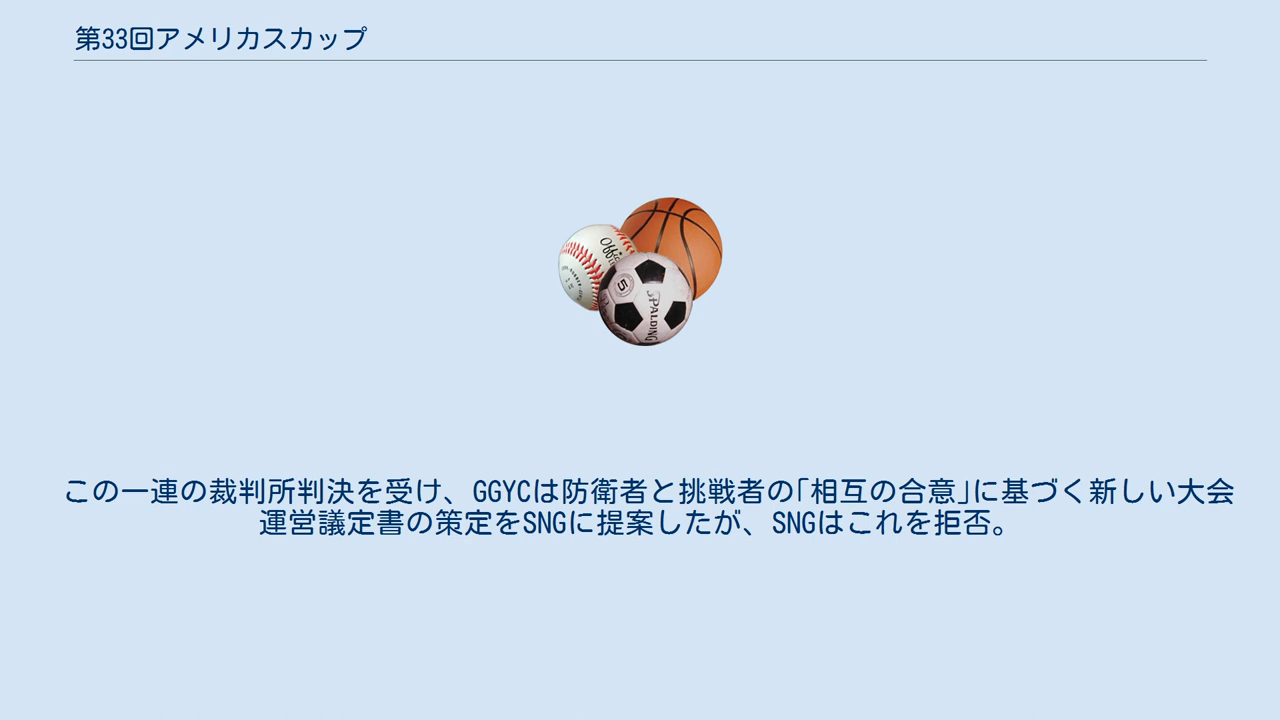 第33回アメリカスカップ
Offici
5
SPALDING
この一連の裁判所判決を受け、GGYCは防衛者と挑戦者の｢相互の合意｣に基づく新しい大会
運営議定書の策定をSNGに提案したが、SNGはこれを拒否。